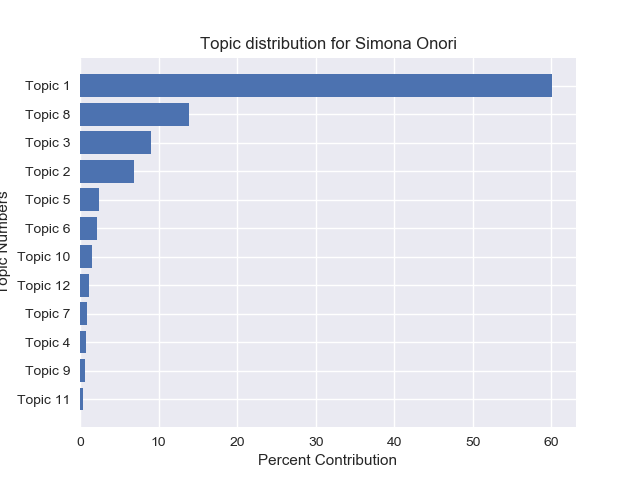 Topic distribution for Simona Onori
Topic Numbers
Topic 1
Topic 8
Topic 3
Topic 2
Topic 5
Topic 6
Topic 10
Topic 12
Topic 7
Topic 4
Topic 9
Topic 11
0 10 20 30 40 50 60
Percent Contribution